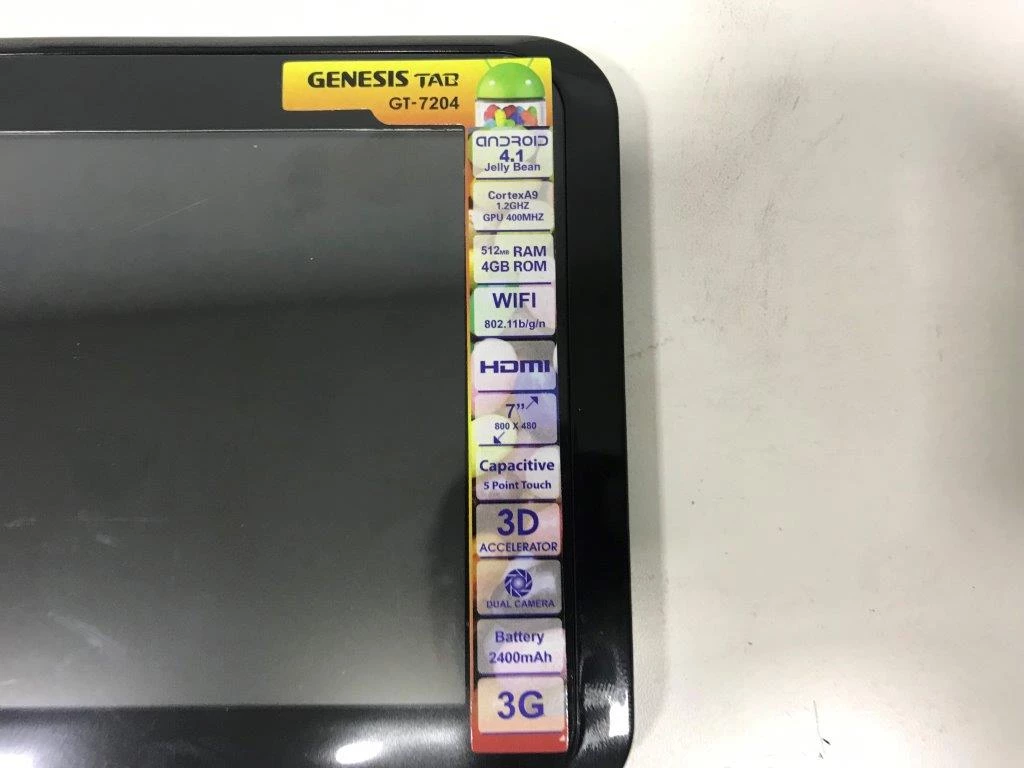 GENESIS TAB
GT-7204
ANDROID
4.1
Jelly Bean
CortexA9
1.2GHZ
GPU 400MHZ
512MB RAM
4GB ROM
WIFI
802.11b/g/n
HDMI
7”
800 X 480
Capacitive
5 Point Touch
3D
ACCELERATOR
DUAL CAMERA
Battery
2400mAh
3G